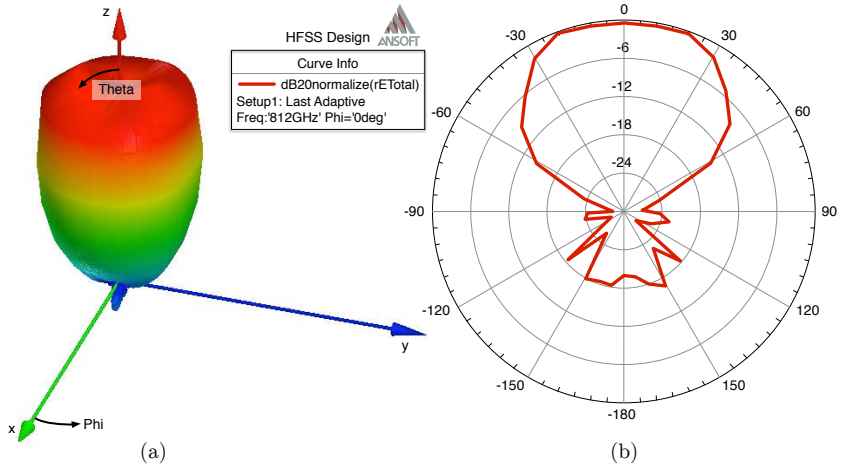 z
Theta
x
Phi
y
(a)
HFSS Design
ANSOFT
Curve Info
dB20normalize(rETotal)
Setup1: Last Adaptive
Freq:'812GHz' Phi='0deg'
0
30
60
90
120
150
-180
-150
-120
-90
-60
-30
-6
-12
-18
-24
(b)